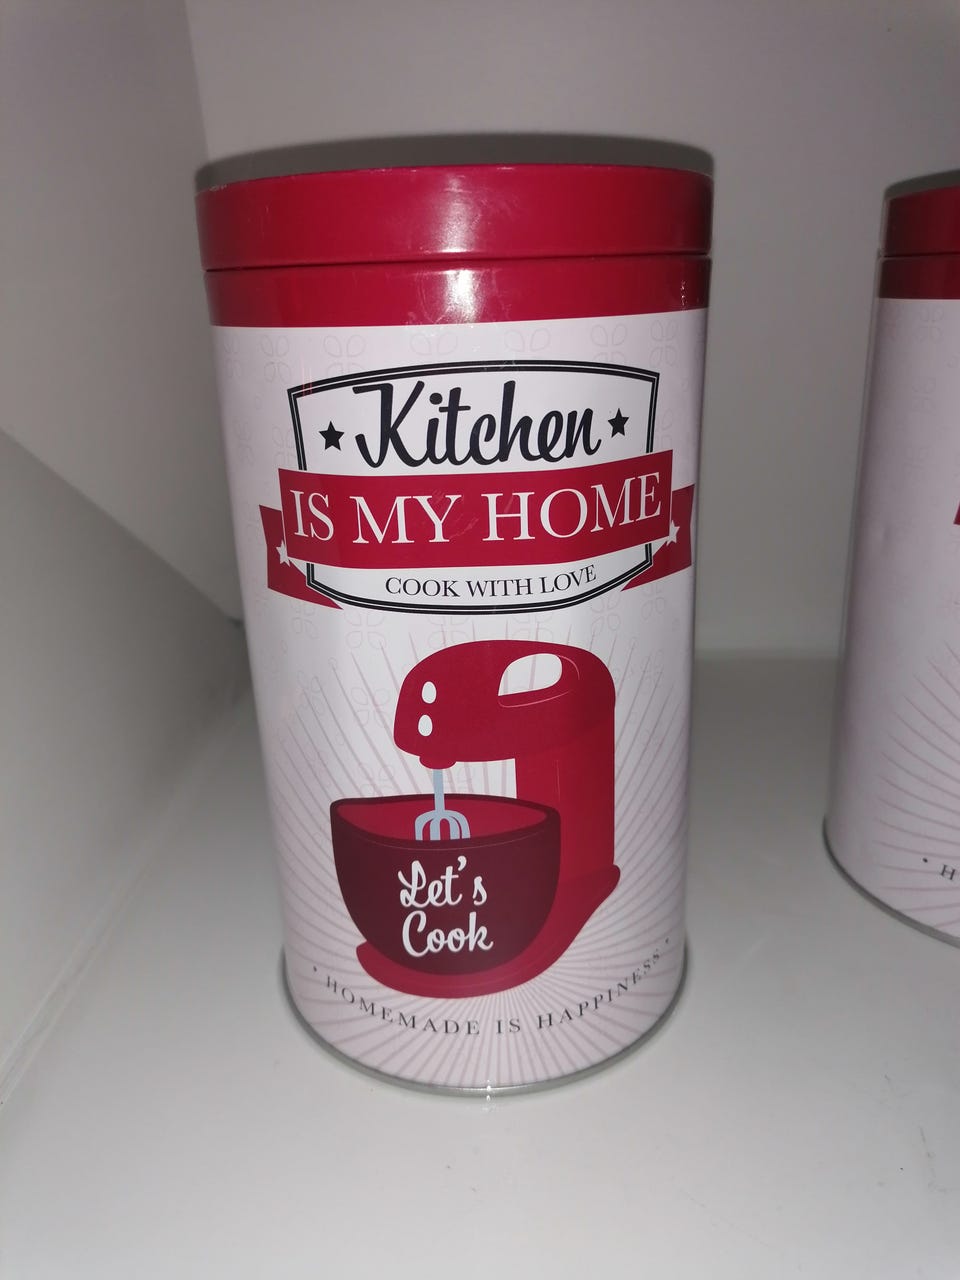 Kitchen
IS MY HOME
COOK WITH LOVE
Let's
Cook
• HOMEMADE IS HAPPINESS •
• H